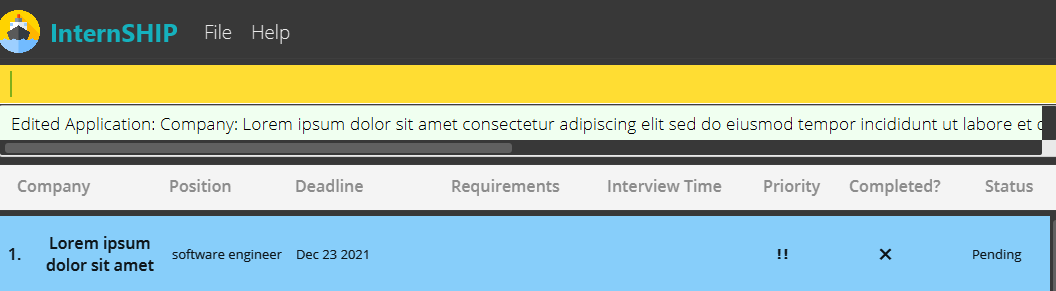 InternSHIP File Help
Edited Application: Company: Lorem ipsum dolor sit amet consectetur adipiscing elit sed do eiusmod tempor incididunt ut labore et
Company Position Deadline Requirements Interview Time Priority Completed? Status
1. Lorem ipsum dolor sit amet software engineer Dec 23 2021 !! ✕ Pending